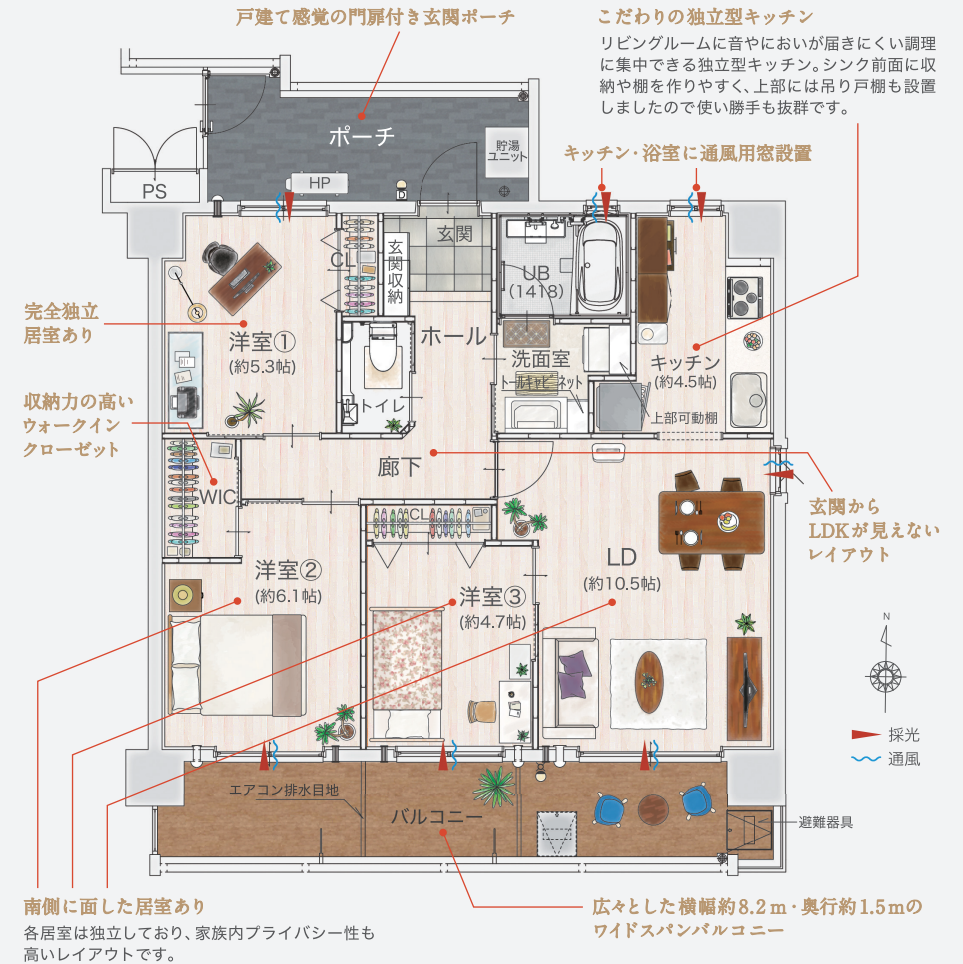 戸建て感覚の門扉付き玄関ポーチ
こだわりの独立型キッチン
リビングルームに音やにおいが届きにくい調理
に集中できる独立型キッチン。シンク前面に収
納や棚を作りやすく、上部には吊り戸棚も設置
しましたので使い勝手も抜群です。
キッチン・浴室に通風用窓設置
ポーチ
貯湯
ユニット
HP
PS
D
玄関
玄関収納
CL
UB
(1418)
完全独立
居室あり
洋室①
(約5.3帖)
ホール
洗面室
トールキャビネット
キッチン
(約4.5帖)
上部可動棚
トイレ
収納力の高い
ウォークイン
クローゼット
WIC
廊下
CL
玄関から
LDKが見えない
レイアウト
洋室②
(約6.1帖)
洋室③
(約4.7帖)
LD
(約10.5帖)
N
採光
通風
エアコン排水目地
バルコニー
避難器具
南側に面した居室あり
各居室は独立しており、家族内プライバシー性も
高いレイアウトです。
広々とした横幅約8.2m・奥行約1.5mの
ワイドスパンバルコニー